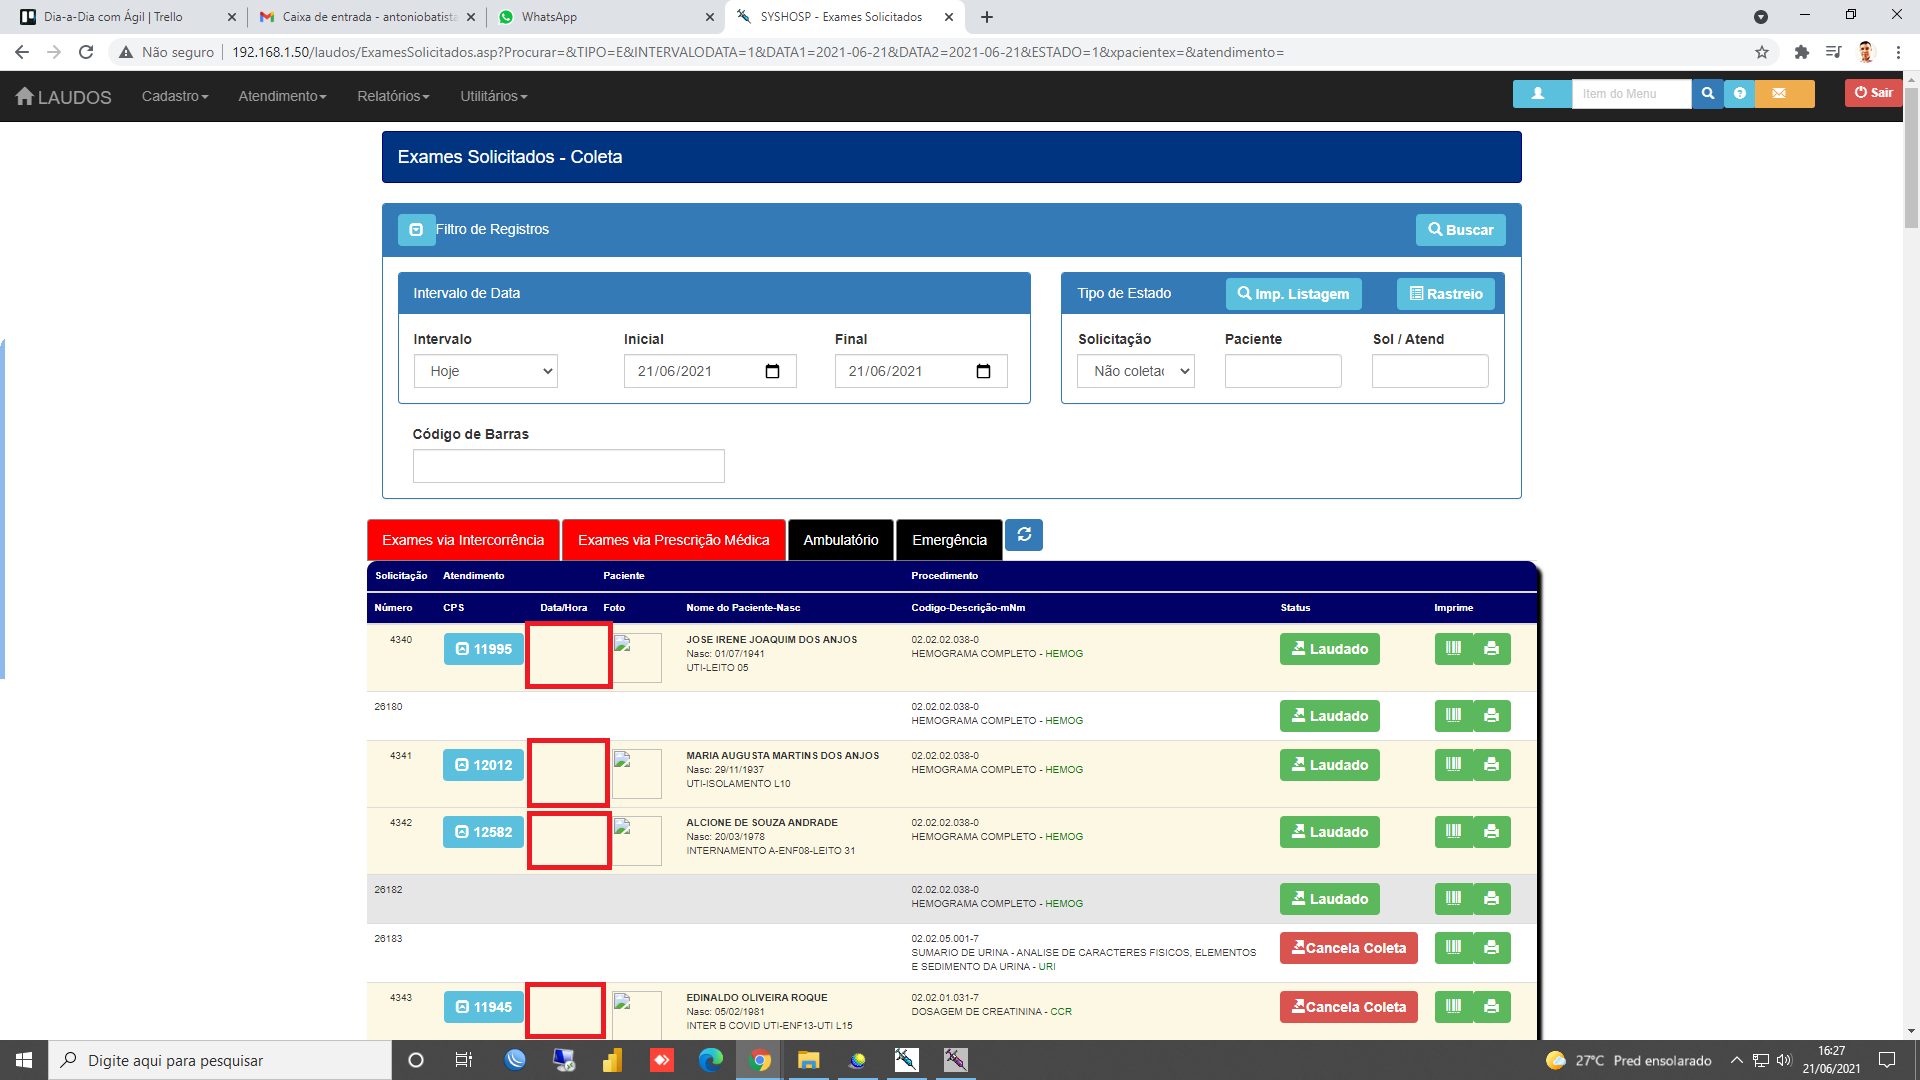 Dia-a-Dia com Ágil | Trello
Caixa de entrada - antoniobatista
WhatsApp
SYSHOSP - Exames Solicitados
Não seguro
192.168.1.50/laudos/ExamesSolicitados.asp?Procurar=&TIPO=E&INTERVALODATA=1&DATA1=2021-06-21&DATA2=2021-06-21&ESTADO=1&xpacientex=&atendimento=
LAUDOS
Cadastro
Atendimento
Relatórios
Utilitários
Item do Menu
Sair
Exames Solicitados - Coleta
Filtro de Registros
Buscar
Intervalo de Data
Tipo de Estado
Imp. Listagem
Rastreio
Intervalo
Inicial
Final
Solicitação
Paciente
Sol / Atend
Hoje
21/06/2021
21/06/2021
Não coletad
Código de Barras
Exames via Intercorrência
Exames via Prescrição Médica
Ambulatório
Emergência
Solicitação Atendimento Paciente Procedimento
Número CPS Data/Hora Foto Nome do Paciente-Nasc Codigo-Descrição-mNm Status Imprime
4340 11995 JOSE IRENE JOAQUIM DOS ANJOS 02.02.02.038-0 Laudado
Nasc: 01/07/1941 HEMOGRAMA COMPLETO - HEMOG
UTI-LEITO 05
26180 02.02.02.038-0 Laudado
HEMOGRAMA COMPLETO - HEMOG
4341 12012 MARIA AUGUSTA MARTINS DOS ANJOS 02.02.02.038-0 Laudado
Nasc: 29/11/1937 HEMOGRAMA COMPLETO - HEMOG
UTI-ISOLAMENTO L10
4342 12582 ALCIONE DE SOUZA ANDRADE 02.02.02.038-0 Laudado
Nasc: 20/03/1978 HEMOGRAMA COMPLETO - HEMOG
INTERNAMENTO A-ENF08-LEITO 31
26182 02.02.02.038-0 Laudado
HEMOGRAMA COMPLETO - HEMOG
26183 02.02.05.001-7 Cancela Coleta
SUMARIO DE URINA - ANALISE DE CARACTERES FISICOS, ELEMENTOS
E SEDIMENTO DA URINA - URI
4343 11945 EDINALDO OLIVEIRA ROQUE 02.02.01.031-7 Cancela Coleta
Nasc: 05/02/1981 DOSAGEM DE CREATININA - CCR
INTER B COVID UTI-ENF13-UTI L15
Digite aqui para pesquisar
27°C Pred ensolarado
16:27
21/06/2021